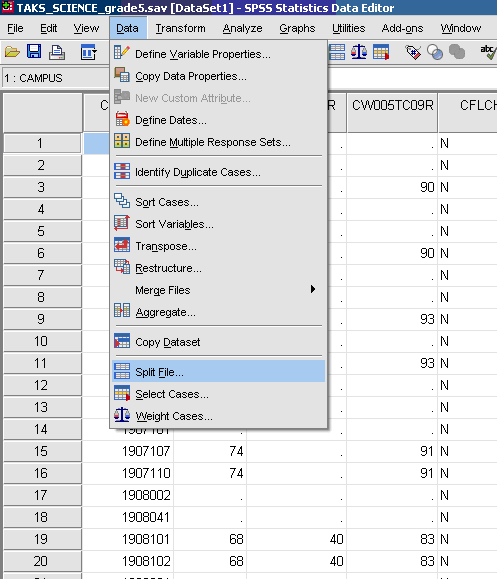 TAKS_SCIENCE_grade5.sav [DataSet1] - SPSS Statistics Data Editor
File Edit View Data Transform Analyze Graphs Utilities Add-ons Window
1 : CAMPUS
C R CW005TC09R CFLCH
Define Variable Properties...
Copy Data Properties...
New Custom Attribute...
Define Dates...
Define Multiple Response Sets...
Identify Duplicate Cases...
Sort Cases...
Sort Variables...
Transpose...
Restructure...
Merge Files
Aggregate...
Copy Dataset
Split File...
Select Cases...
Weight Cases...
1 . . N
2 . . N
3 . 90 N
4 . . N
5 . . N
6 . 90 N
7 . . N
8 . . N
9 . 93 N
10 . . N
11 . 93 N
12 . . N
13 . . N
14 1907101 . . . N
15 1907107 74 . 91 N
16 1907110 74 . 91 N
17 1908002 . . . N
18 1908041 . . . N
19 1908101 68 40 83 N
20 1908102 68 40 83 N